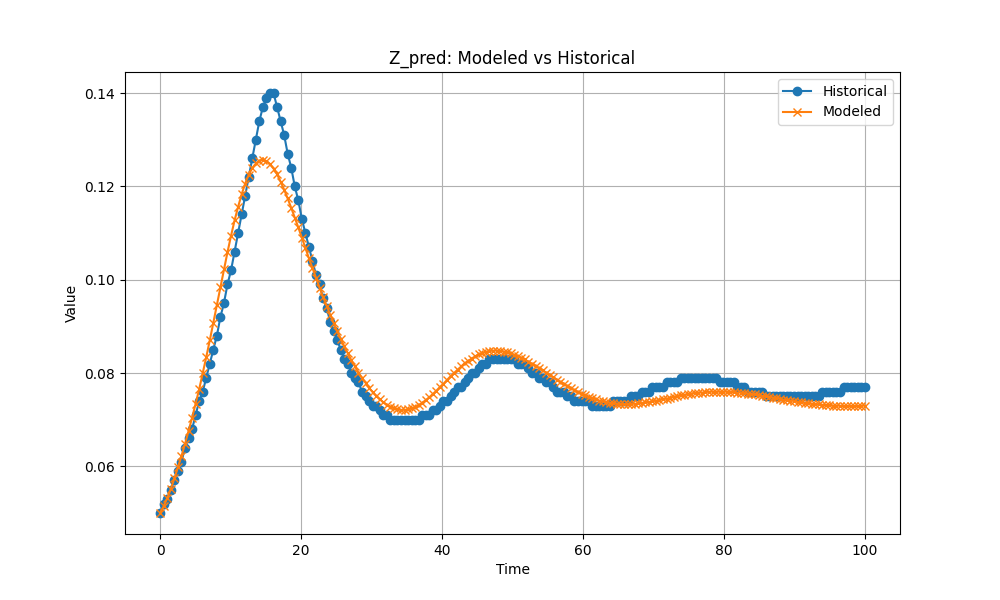 Z_pred: Modeled vs Historical
Historical
Modeled
0.14
0.12
0.10
0.08
0.06
Value
0
20
40
60
80
100
Time